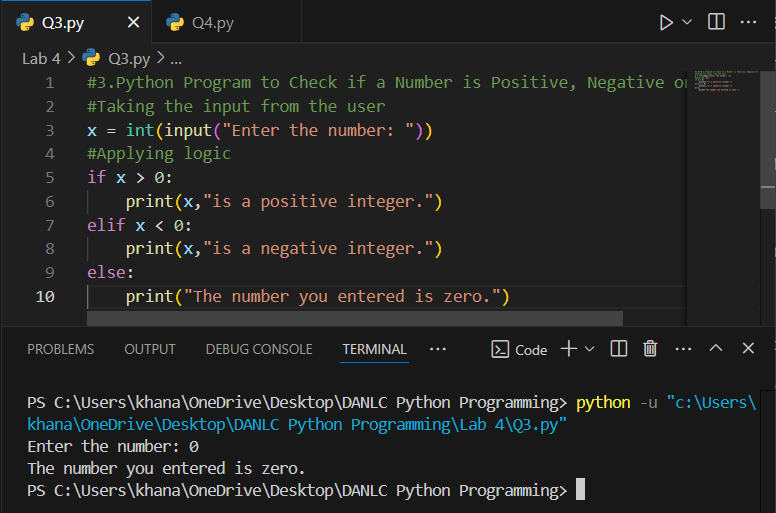 Q3.py
Q4.py
Lab 4 > Q3.py > ...
1 #3.Python Program to Check if a Number is Positive, Negative or
2 #Taking the input from the user
3 x = int(input("Enter the number: "))
4 #Applying logic
5 if x > 0:
6     print(x,"is a positive integer.")
7 elif x < 0:
8     print(x,"is a negative integer.")
9 else:
10     print("The number you entered is zero.")
PROBLEMS OUTPUT DEBUG CONSOLE TERMINAL ... Code
PS C:\Users\khana\OneDrive\Desktop\DANLC Python Programming> python -u "c:\Users\
khana\OneDrive\Desktop\DANLC Python Programming\Lab 4\Q3.py"
Enter the number: 0
The number you entered is zero.
PS C:\Users\khana\OneDrive\Desktop\DANLC Python Programming>